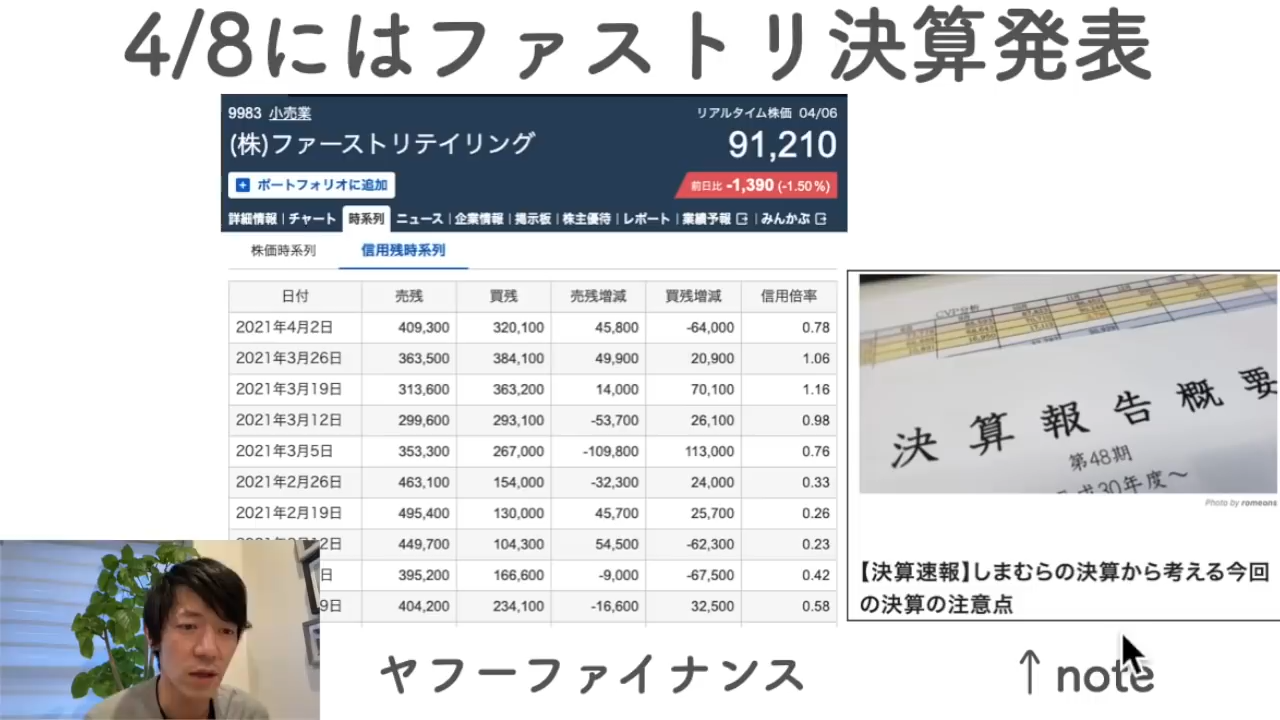 4/8にはファストリ決算発表
9983 小売業
リアルタイム株価 04/06
(株)ファーストリテイリング
91,210
ポートフォリオに追加
前日比 -1,390 (-1.50%)
詳細情報 チャート 時系列 ニュース 企業情報 掲示板 株主優待 レポート 業績予報 みんかぶ
株価時系列 信用残時系列
日付 売残 買残 売残増減 買残増減 信用倍率
2021年4月2日 409,300 320,100 45,800 -64,000 0.78
2021年3月26日 363,500 384,100 49,900 20,900 1.06
2021年3月19日 313,600 363,200 14,000 70,100 1.16
2021年3月12日 299,600 293,100 -53,700 26,100 0.98
2021年3月5日 353,300 267,000 -109,800 113,000 0.76
2021年2月26日 463,100 154,000 -32,300 24,000 0.33
2021年2月19日 495,400 130,000 45,700 25,700 0.26
2日 449,700 104,300 54,500 -62,300 0.23
日 395,200 166,600 -9,000 -67,500 0.42
9日 404,200 234,100 -16,600 32,500 0.58
CVP分析
決算報告概要
第48期
成30年度～
Photo by romeons
【決算速報】しまむらの決算から考える今回
の決算の注意点
ヤフーファイナンス
↑ note